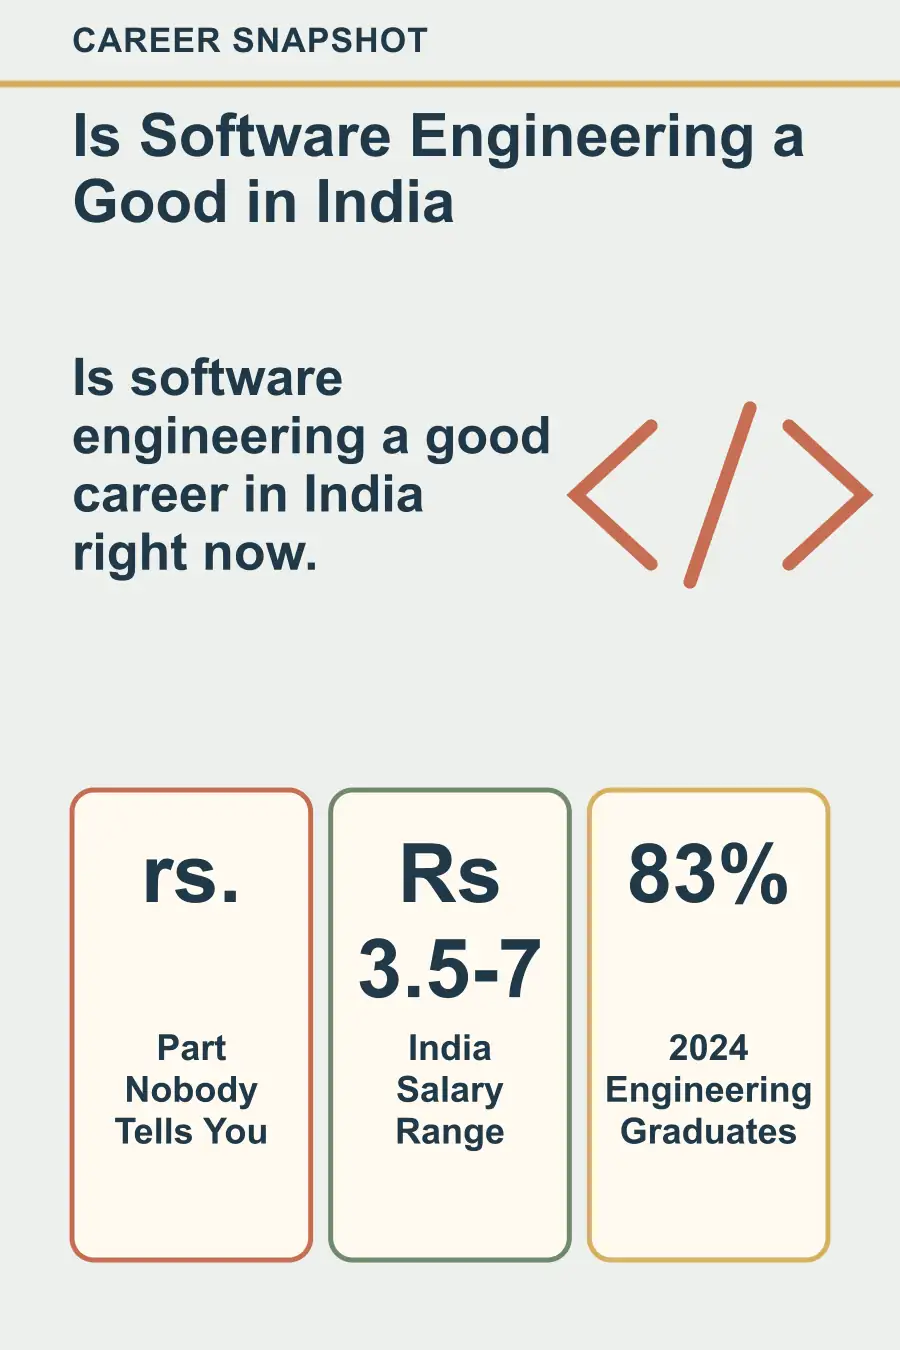 CAREER SNAPSHOT
Is Software Engineering a
Good in India
Is software
engineering a good
career in India
right now.
rs.
Part
Nobody
Tells You
Rs
3.5-7
India
Salary
Range
83%
2024
Engineering
Graduates